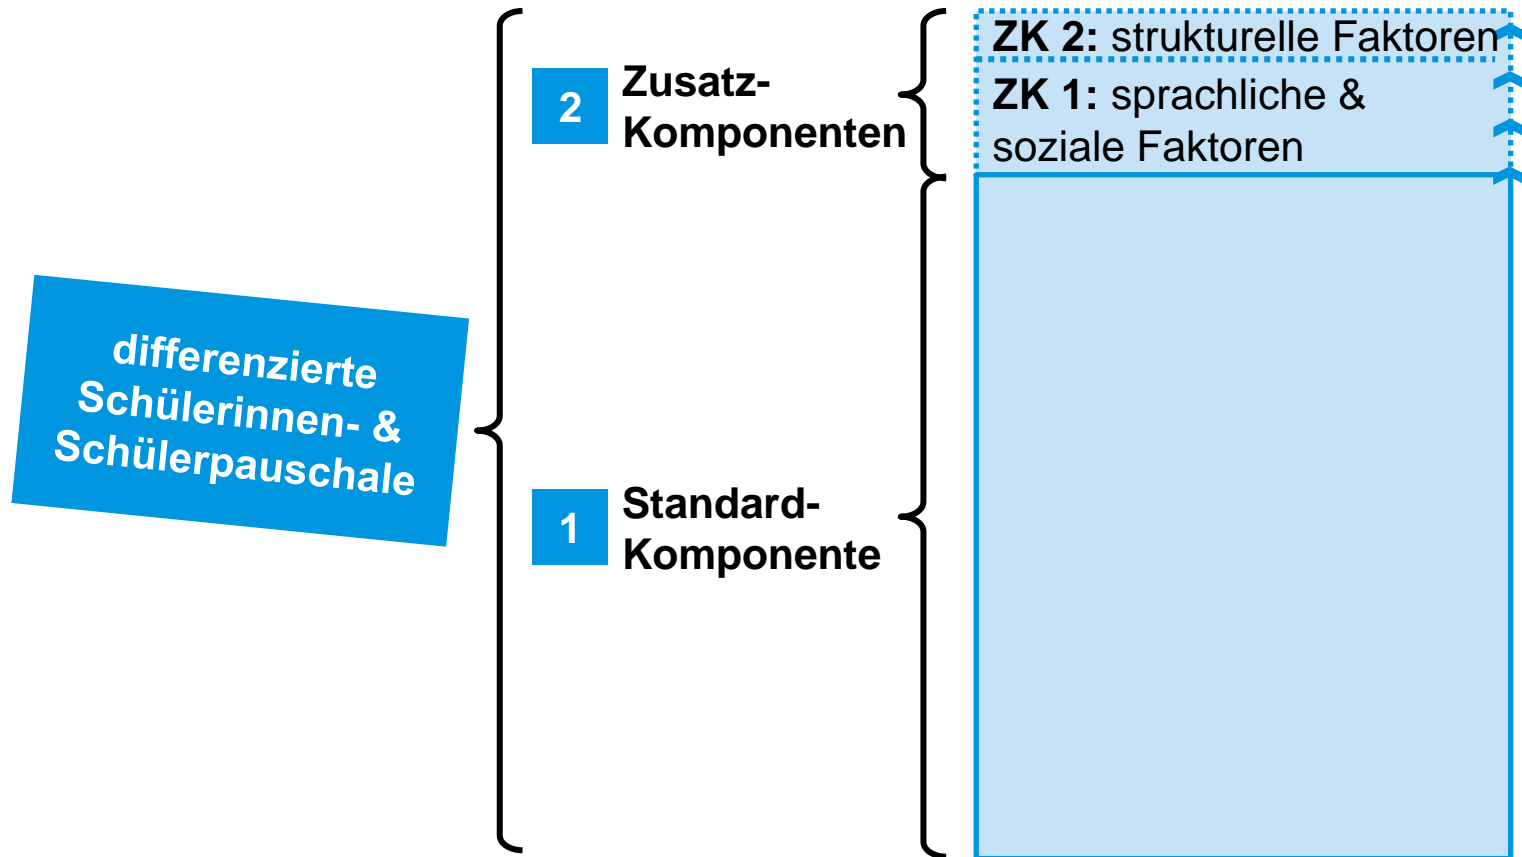 differenzierte
Schülerinnen- &
Schülerpauschale
2
Zusatz-
Komponenten
ZK 2: strukturelle Faktoren
ZK 1: sprachliche &
soziale Faktoren
1
Standard-
Komponente